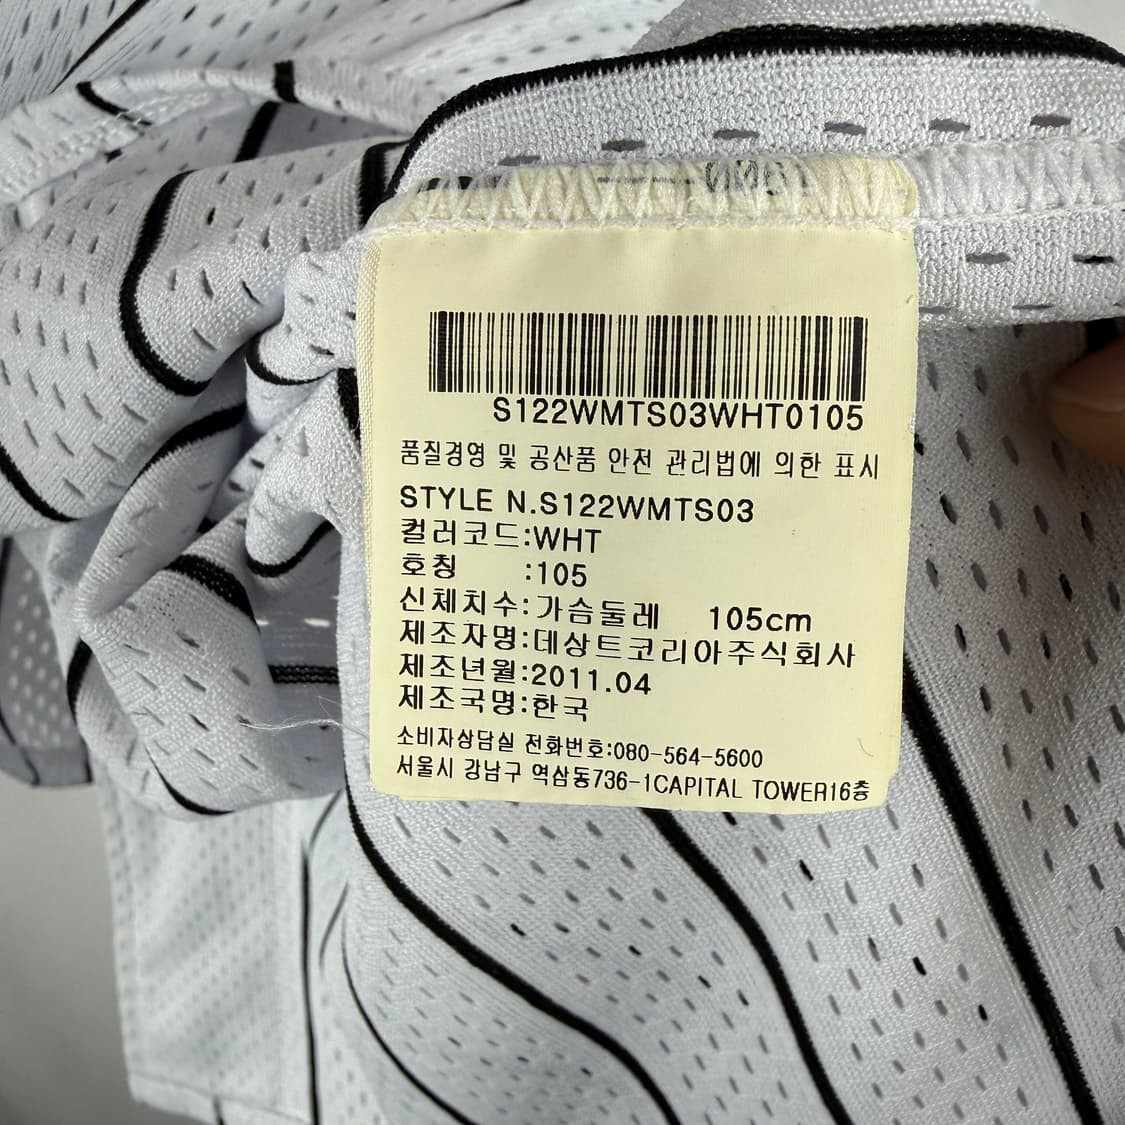 0061
S122WMTS03WHT0105
품질경영 및 공산품 안전 관리법에 의한 표시
STYLE N.S122WMTS03
컬러코드:WHT
호칭 :105
신체치수:가슴둘레 105cm
제조자명:데상트코리아주식회사
제조년월:2011.04
제조국명:한국
소비자상담실 전화번호:080-564-5600
서울시 강남구 역삼동736-1CAPITAL TOWER16층